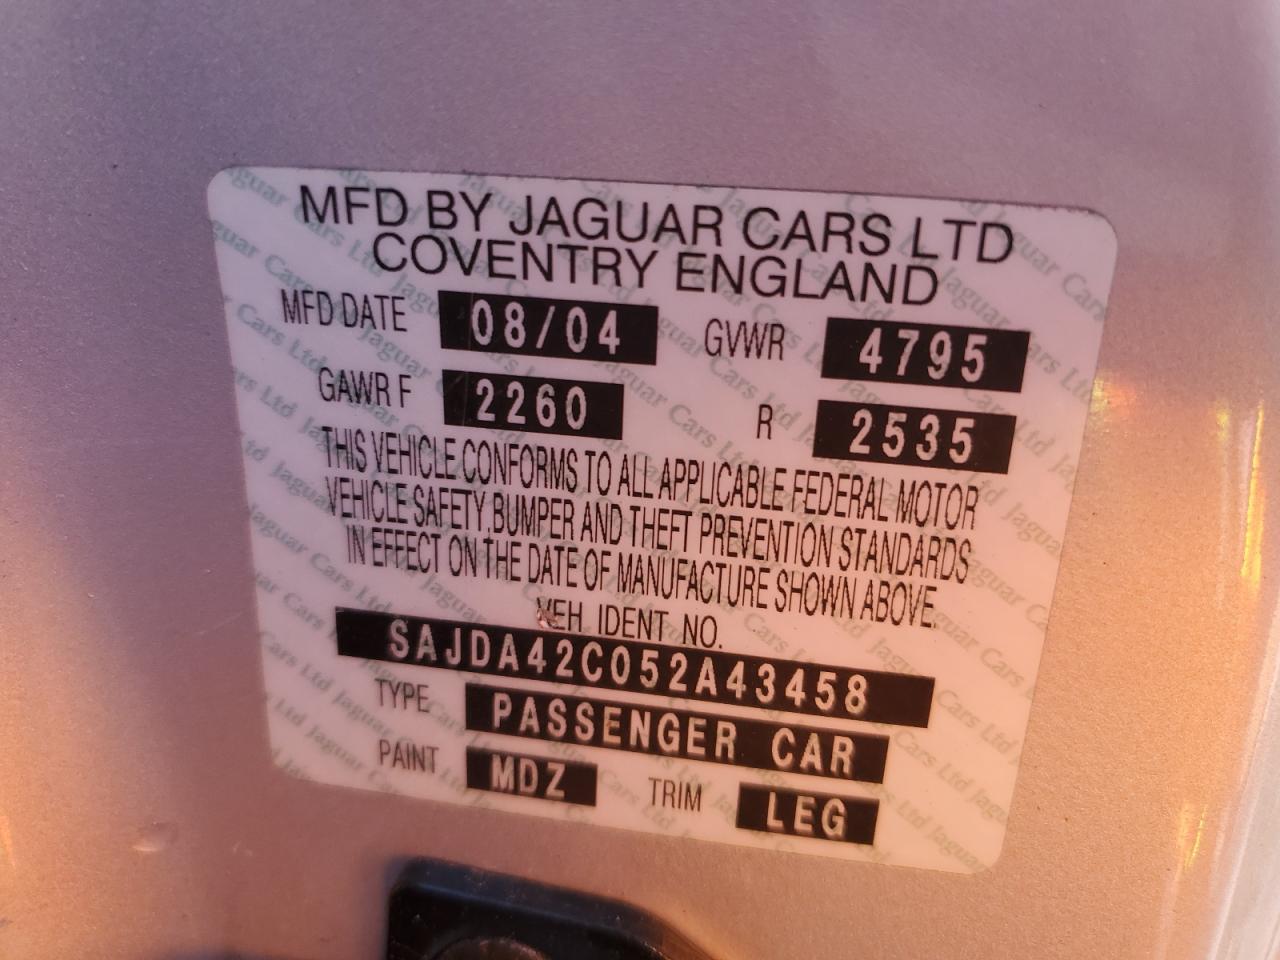 MFD BY JAGUAR CARS LTD
COVENTRY ENGLAND
MFD DATE 08/04 GVWR 4795
GAWR F 2260 R 2535
THIS VEHICLE CONFORMS TO ALL APPLICABLE FEDERAL MOTOR
VEHICLE SAFETY,BUMPER AND THEFT PREVENTION STANDARDS
IN EFFECT ON THE DATE OF MANUFACTURE SHOWN ABOVE.
VEH. IDENT NO.
SAJDA42C052A43458
TYPE PASSENGER CAR
PAINT MDZ TRIM LEG